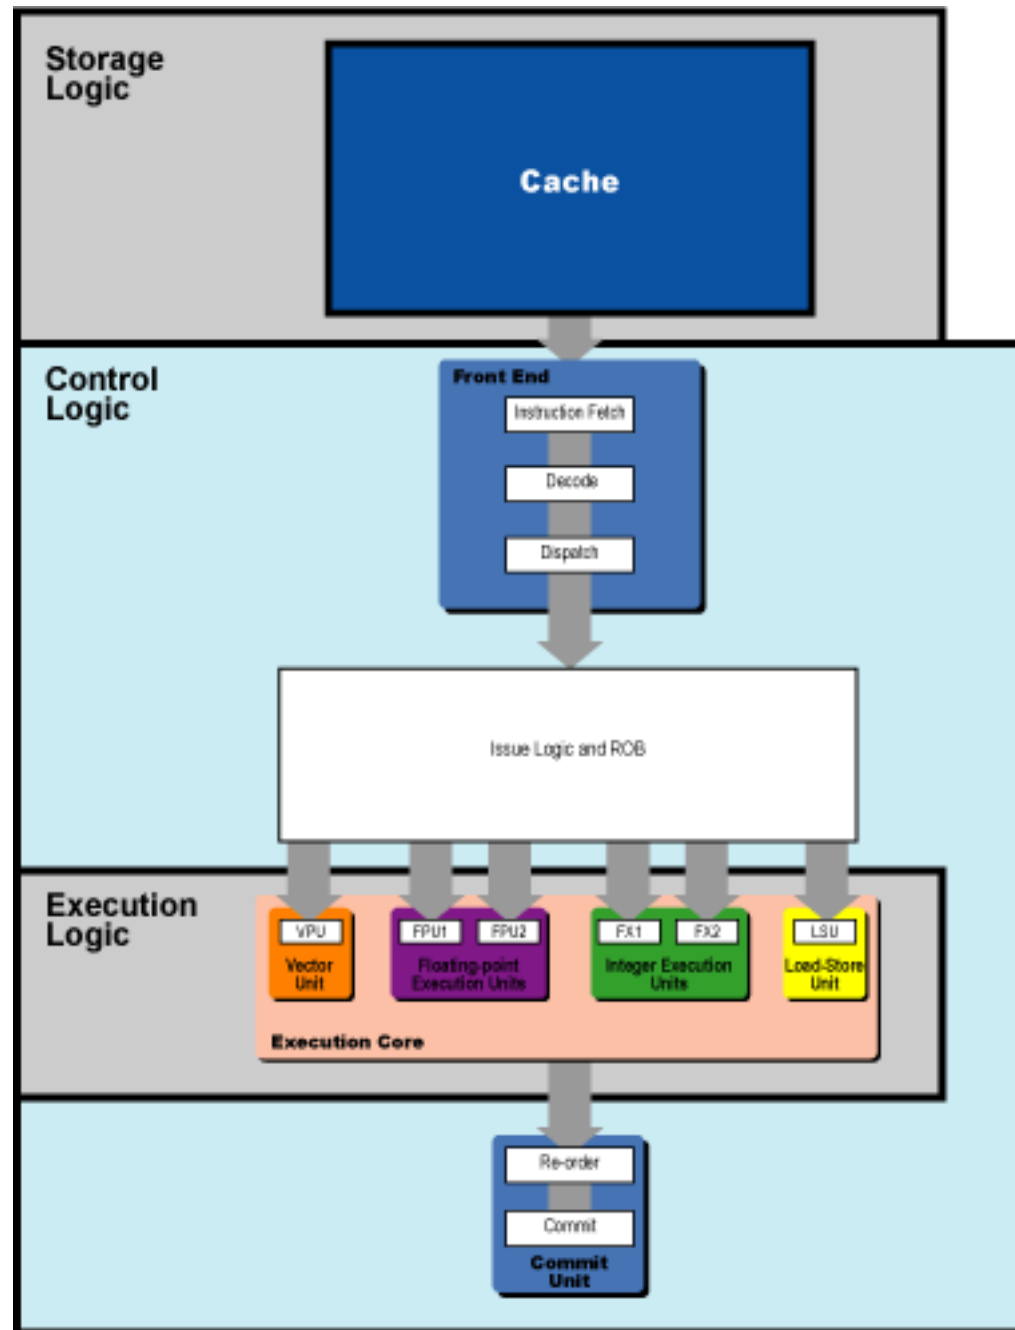 Storage
Logic
Cache
Control
Logic
Front End
Instruction Fetch
Decode
Dispatch
Issue Logic and ROB
Execution
Logic
VPU
FPU1
FPU2
FX1
FX2
LSU
Vector
Unit
Floating-point
Execution Units
Integer Execution
Units
Load-Store
Unit
Execution Core
Re-order
Commit
Commit
Unit